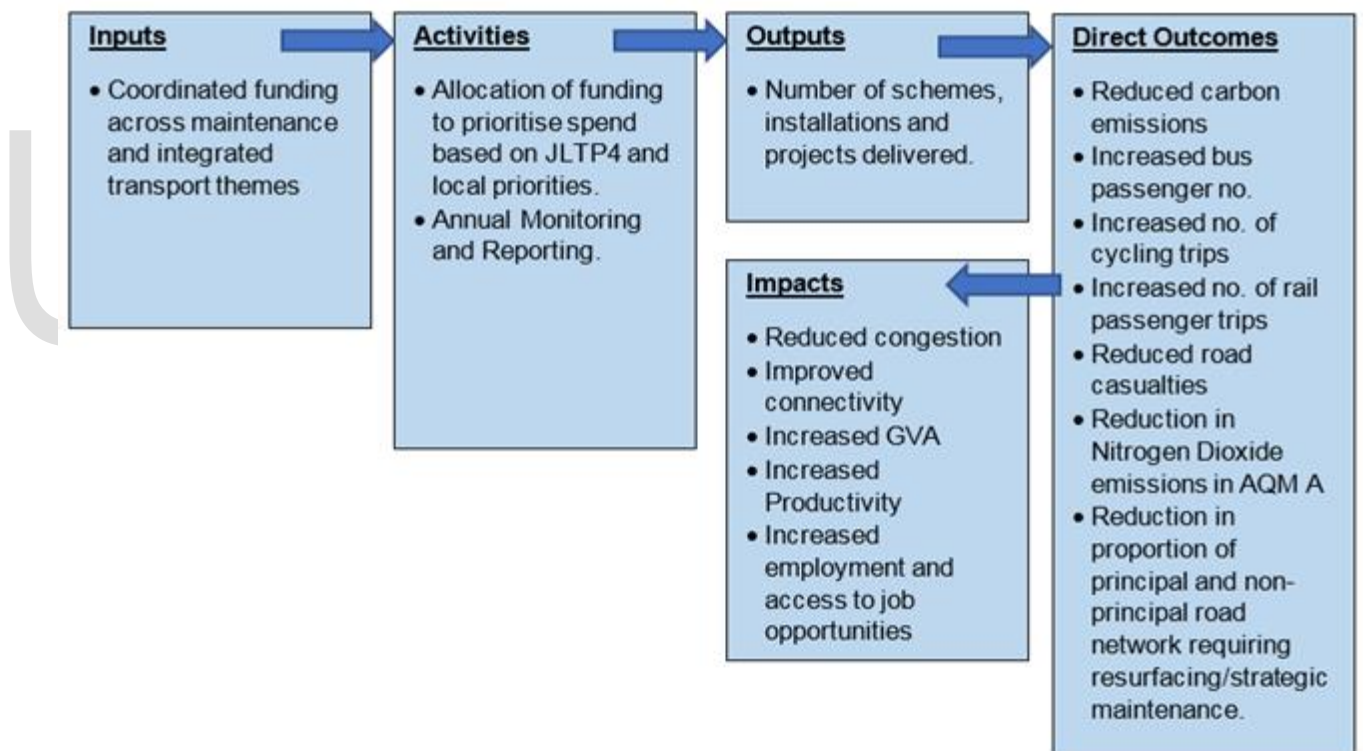 Inputs
• Coordinated funding
across maintenance
and integrated
transport themes
Activities
• Allocation of funding
to prioritise spend
based on JLTP4 and
local priorities.
• Annual Monitoring
and Reporting.
Outputs
• Number of schemes,
installations and
projects delivered.
Direct Outcomes
• Reduced carbon
emissions
• Increased bus
passenger no.
• Increased no. of
cycling trips
• Increased no. of rail
passenger trips
• Reduced road
casualties
• Reduction in
Nitrogen Dioxide
emissions in AQM A
• Reduction in
proportion of
principal and non-
principal road
network requiring
resurfacing/strategic
maintenance.
Impacts
• Reduced congestion
• Improved
connectivity
• Increased GVA
• Increased
Productivity
• Increased
employment and
access to job
opportunities